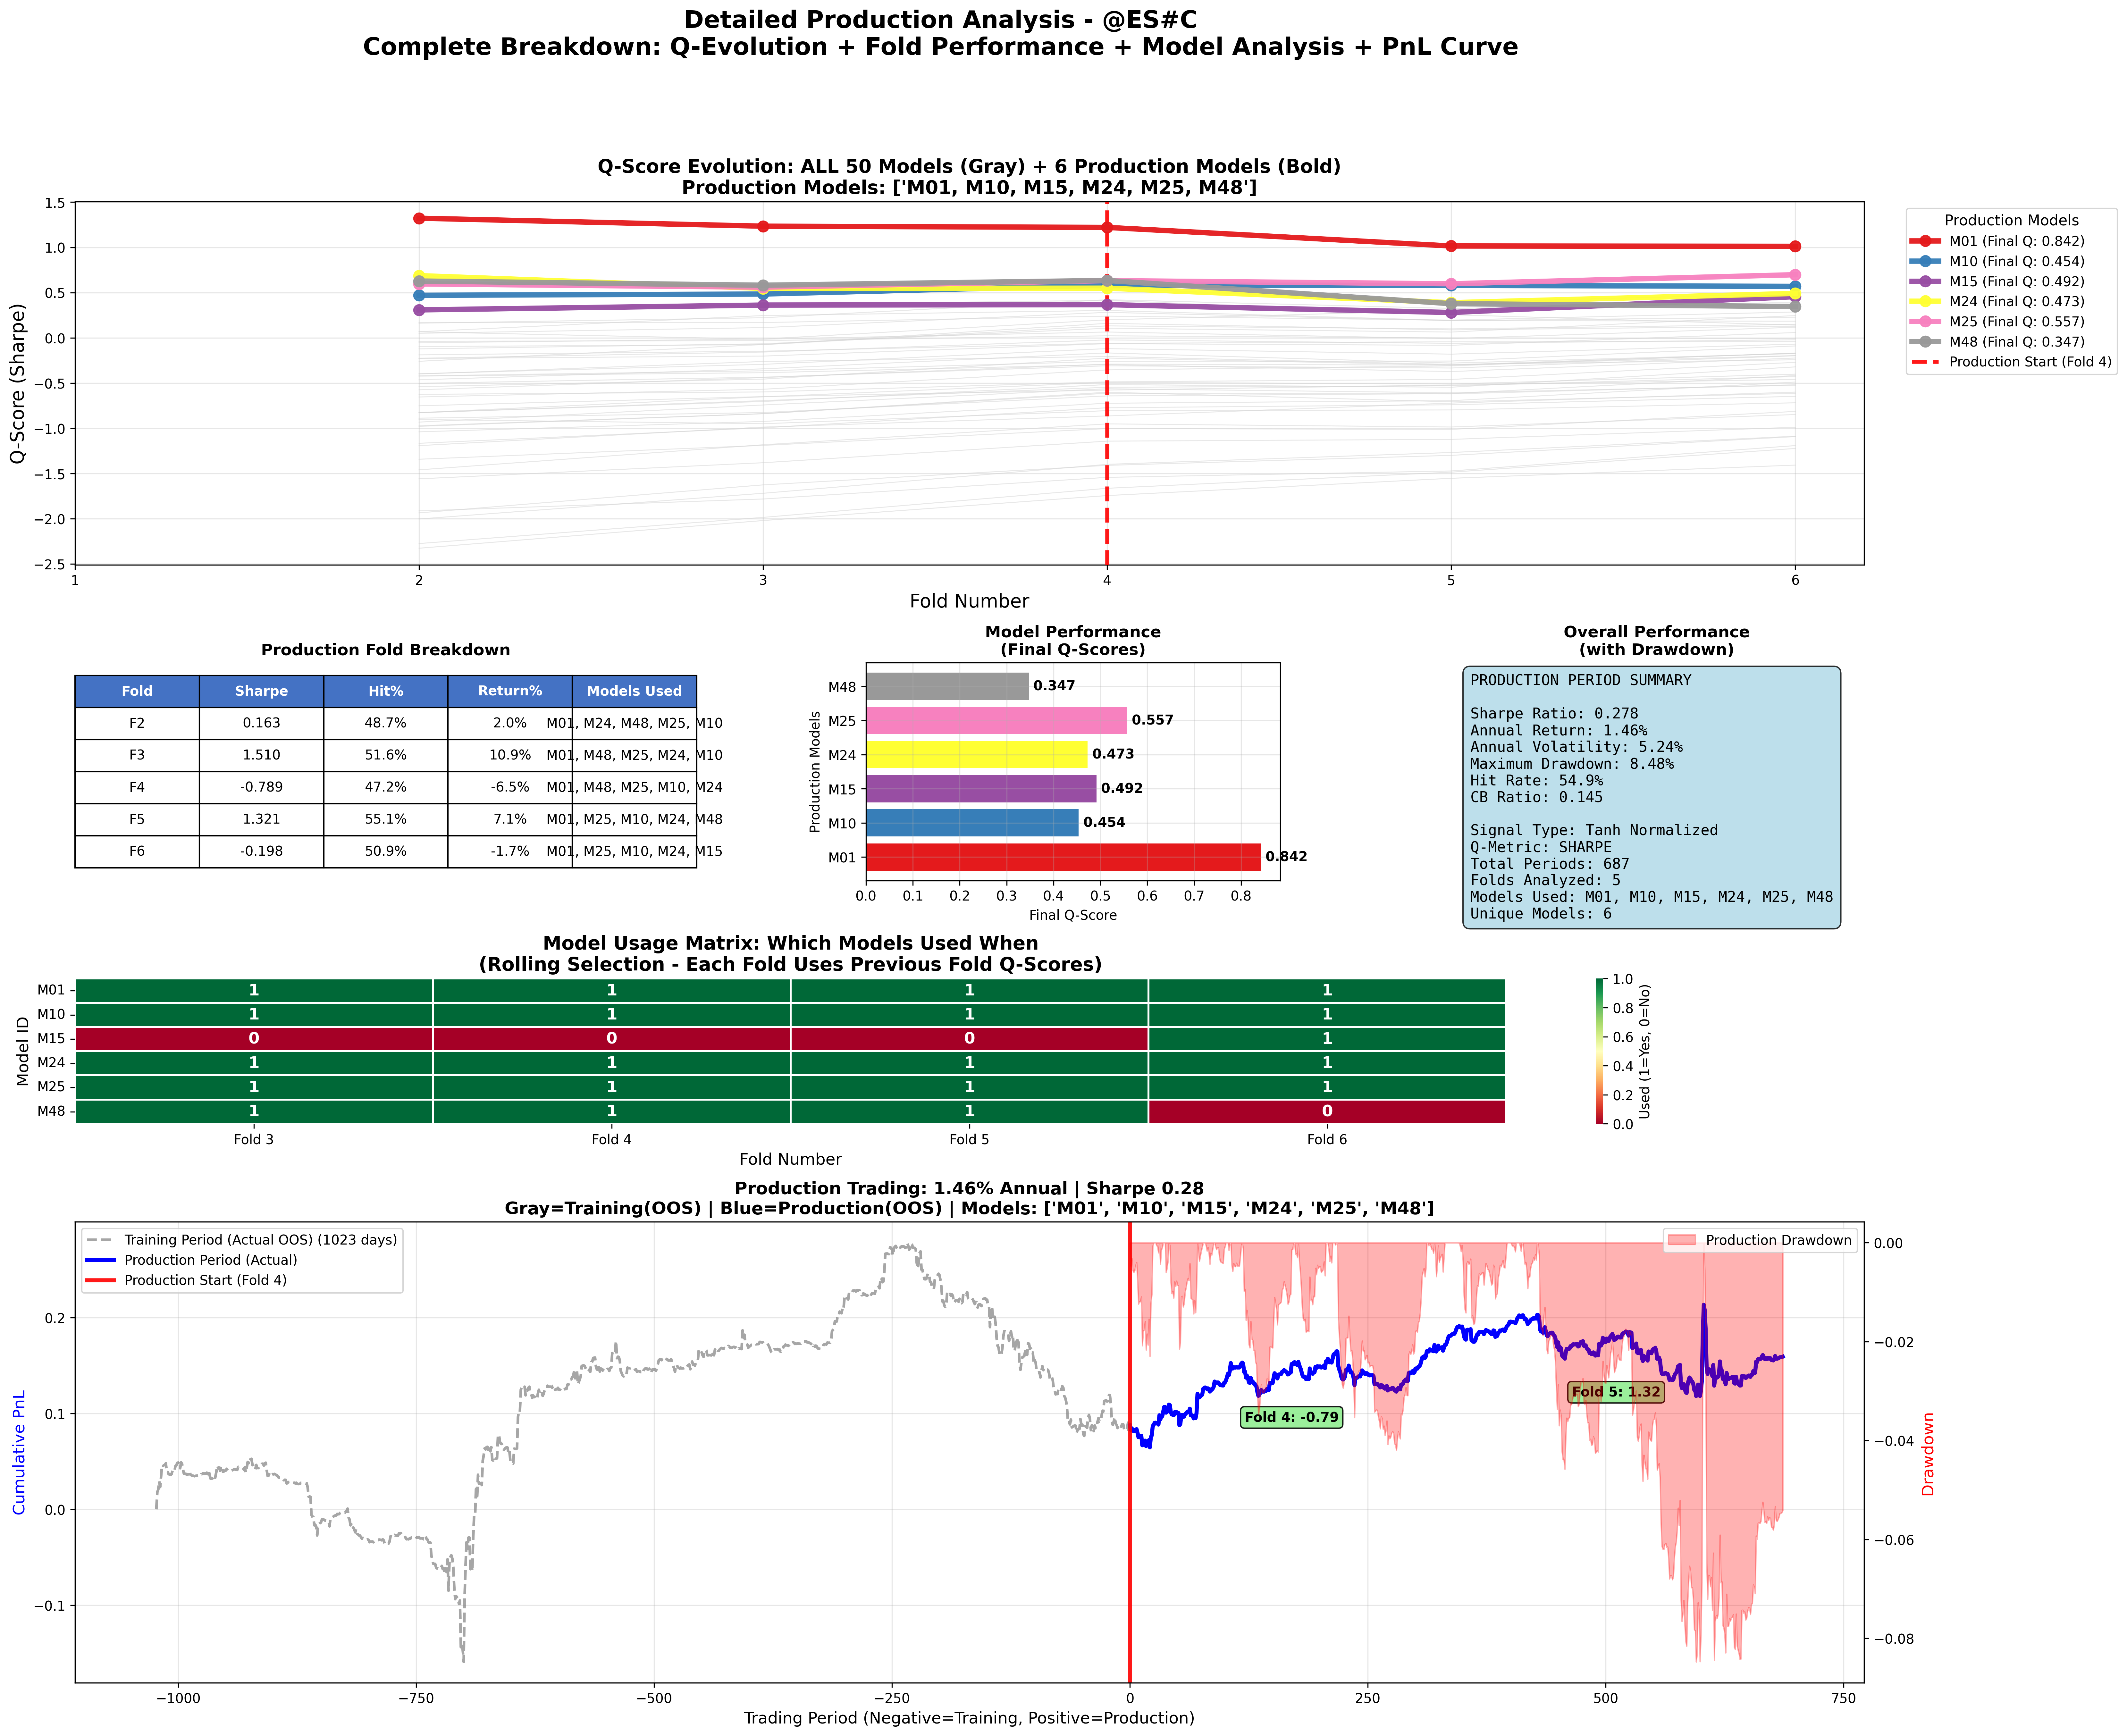 Detailed Production Analysis - @ES#C
Complete Breakdown: Q-Evolution + Fold Performance + Model Analysis + PnL Curve
Q-Score Evolution: ALL 50 Models (Gray) + 6 Production Models (Bold)
Production Models: ['M01, M10, M15, M24, M25, M48']
Q-Score (Sharpe)
1.5
1.0
0.5
0.0
−0.5
−1.0
−1.5
−2.0
−2.5
1 2 3 4 5 6
Fold Number
Production Models
M01 (Final Q: 0.842)
M10 (Final Q: 0.454)
M15 (Final Q: 0.492)
M24 (Final Q: 0.473)
M25 (Final Q: 0.557)
M48 (Final Q: 0.347)
Production Start (Fold 4)
Production Fold Breakdown
Fold Sharpe Hit% Return% Models Used
F2 0.163 48.7% 2.0% M01, M24, M48, M25, M10
F3 1.510 51.6% 10.9% M01, M48, M25, M24, M10
F4 -0.789 47.2% -6.5% M01, M48, M25, M10, M24
F5 1.321 55.1% 7.1% M01, M25, M10, M24, M48
F6 -0.198 50.9% -1.7% M01, M25, M10, M24, M15
Model Performance
(Final Q-Scores)
Production Models
M48 0.347
M25 0.557
M24 0.473
M15 0.492
M10 0.454
M01 0.842
0.0 0.1 0.2 0.3 0.4 0.5 0.6 0.7 0.8
Final Q-Score
Overall Performance
(with Drawdown)
PRODUCTION PERIOD SUMMARY
Sharpe Ratio: 0.278
Annual Return: 1.46%
Annual Volatility: 5.24%
Maximum Drawdown: 8.48%
Hit Rate: 54.9%
CB Ratio: 0.145
Signal Type: Tanh Normalized
Q-Metric: SHARPE
Total Periods: 687
Folds Analyzed: 5
Models Used: M01, M10, M15, M24, M25, M48
Unique Models: 6
Model Usage Matrix: Which Models Used When
(Rolling Selection - Each Fold Uses Previous Fold Q-Scores)
Model ID
M01 1 1 1 1
M10 1 1 1 1
M15 0 0 0 1
M24 1 1 1 1
M25 1 1 1 1
M48 1 1 1 0
Fold 3 Fold 4 Fold 5 Fold 6
Fold Number
1.0
0.8
0.6
0.4
0.2
0.0
Used (1=Yes, 0=No)
Production Trading: 1.46% Annual | Sharpe 0.28
Gray=Training(OOS) | Blue=Production(OOS) | Models: ['M01', 'M10', 'M15', 'M24', 'M25', 'M48']
Training Period (Actual OOS) (1023 days)
Production Period (Actual)
Production Start (Fold 4)
Production Drawdown
Cumulative PnL
0.2
0.1
0.0
−0.1
Fold 4: -0.79
Fold 5: 1.32
0.00
−0.02
−0.04
−0.06
−0.08
Drawdown
−1000 −750 −500 −250 0 250 500 750
Trading Period (Negative=Training, Positive=Production)